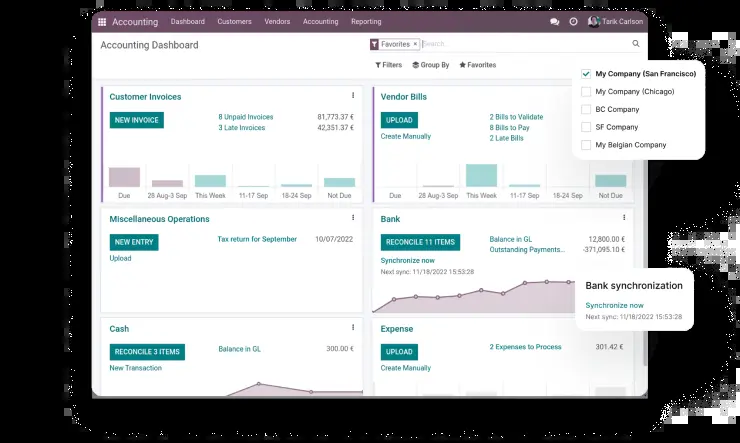 Accounting Dashboard Customers Vendors Accounting Reporting Tarik Carlson
Accounting Dashboard
Favorites × Search...
Filters Group By Favorites
My Company (San Francisco)
My Company (Chicago)
BC Company
SF Company
My Belgian Company
Customer Invoices
NEW INVOICE
8 Unpaid Invoices 81,773.37 €
3 Late Invoices 42,351.37 €
Due 28 Aug-3 Sep This Week 11-17 Sep 18-24 Sep Not Due
Vendor Bills
UPLOAD
Create Manually
2 Bills to Validate
8 Bills to Pay
2 Late Bills
Due 28 Aug-3 Sep This Week 11-17 Sep 18-24 Sep Not Due
Miscellaneous Operations
NEW ENTRY
Upload
Tax return for September 10/07/2022
Bank
RECONCILE 11 ITEMS
Synchronize now
Next sync: 11/18/2022 15:53:28
Balance in GL 12,800.00 €
Outstanding Payments... -371,095.10 €
Bank synchronization
Synchronize now
Next sync: 11/18/2022 15:53:28
Cash
RECONCILE 3 ITEMS
New Transaction
Balance in GL 300.00 €
Expense
UPLOAD
Create Manually
2 Expenses to Process 301.42 €